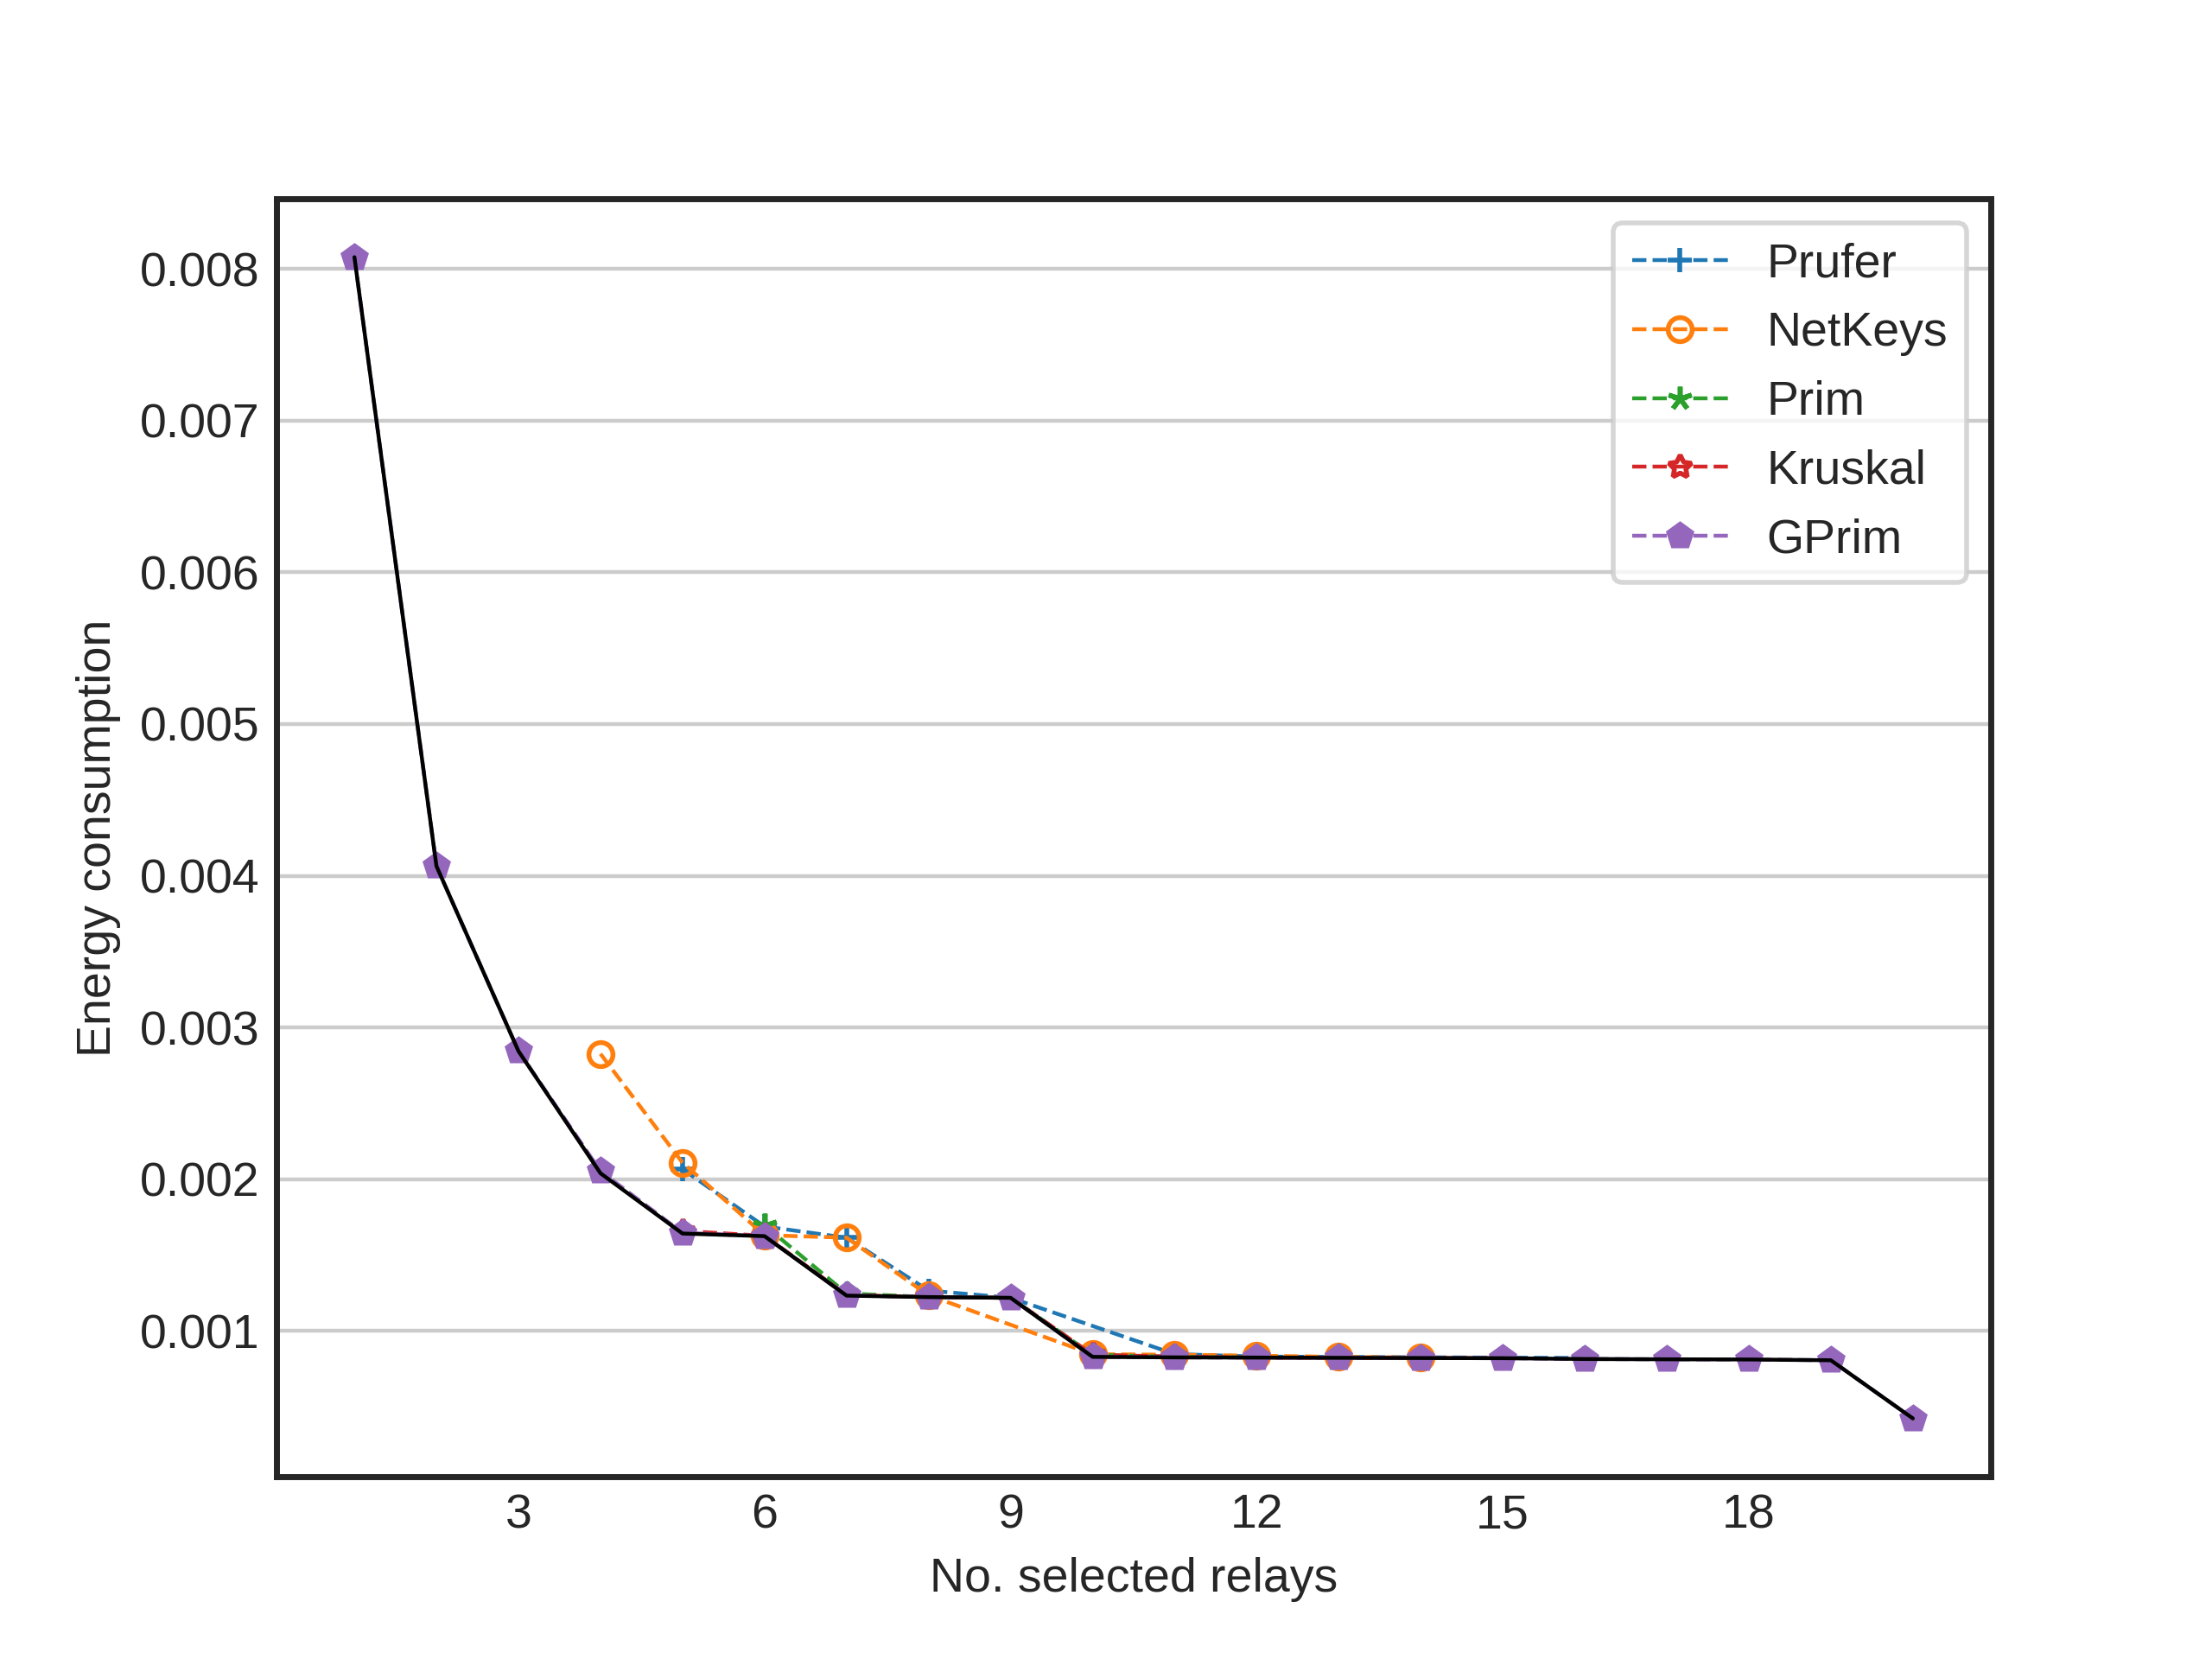 Prufer
NetKeys
Prim
Kruskal
GPrim
Energy consumption
0.008
0.007
0.006
0.005
0.004
0.003
0.002
0.001
3 6 9 12 15 18
No. selected relays